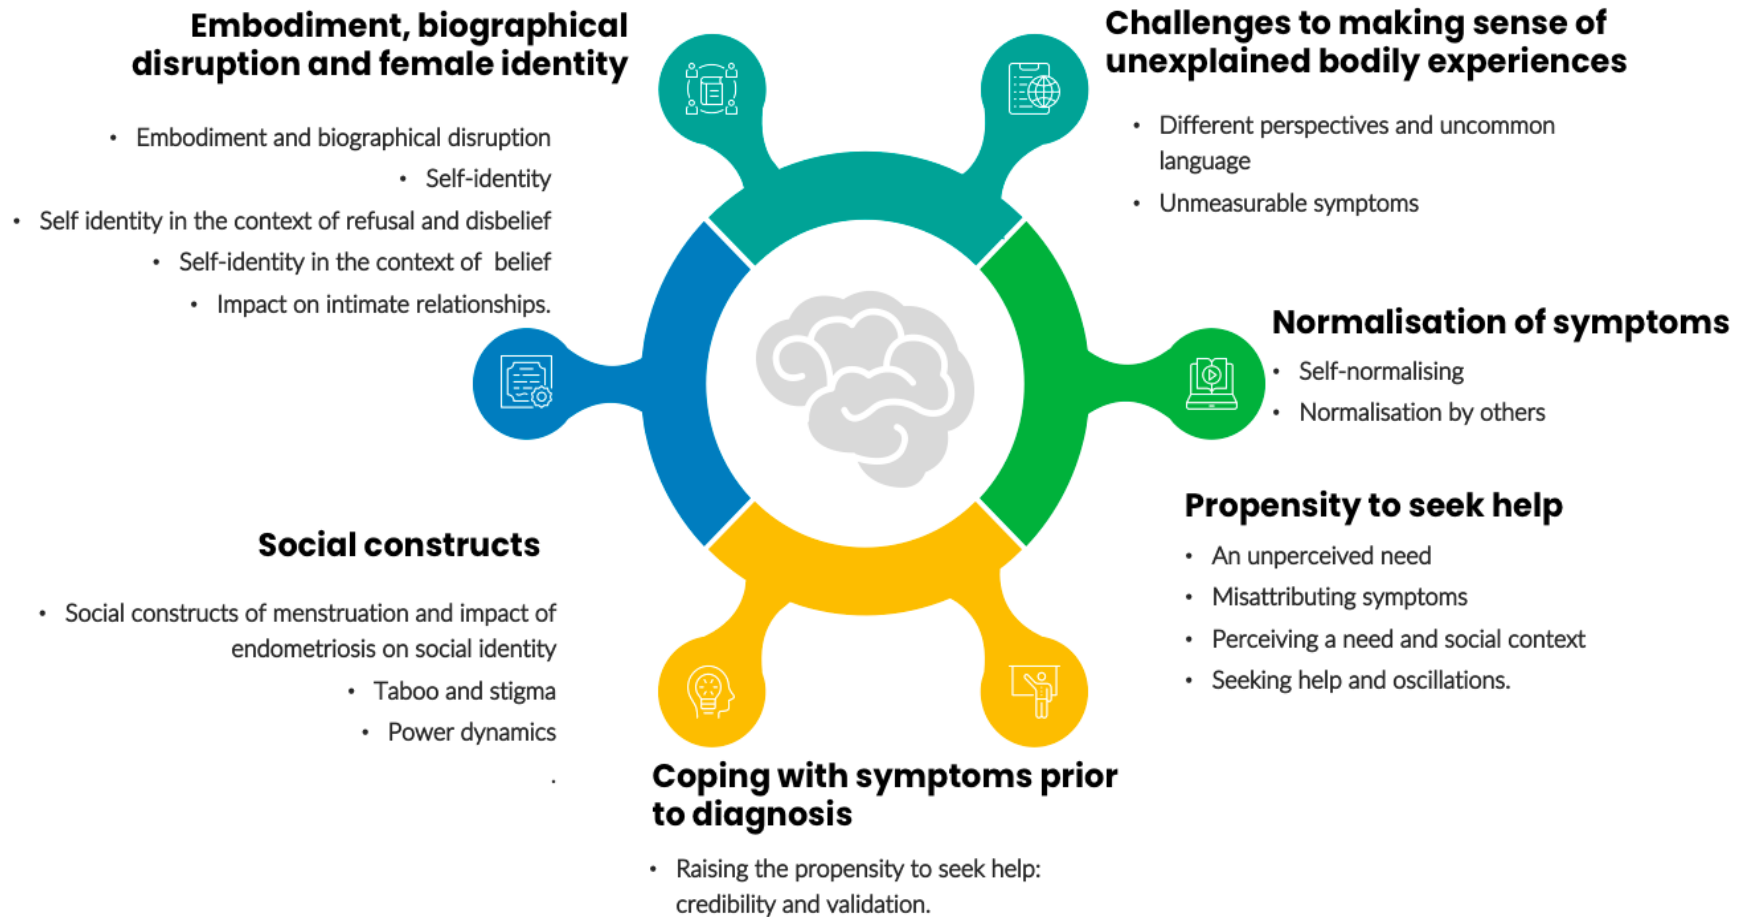 Embodiment, biographical
disruption and female identity
• Embodiment and biographical disruption
• Self-identity
• Self identity in the context of refusal and disbelief
• Self-identity in the context of  belief
• Impact on intimate relationships.
Challenges to making sense of
unexplained bodily experiences
• Different perspectives and uncommon
language
• Unmeasurable symptoms
Normalisation of symptoms
• Self-normalising
• Normalisation by others
Propensity to seek help
• An unperceived need
• Misattributing symptoms
• Perceiving a need and social context
• Seeking help and oscillations.
Social constructs
• Social constructs of menstruation and impact of
endometriosis on social identity
• Taboo and stigma
• Power dynamics
.
Coping with symptoms prior
to diagnosis
• Raising the propensity to seek help:
credibility and validation.